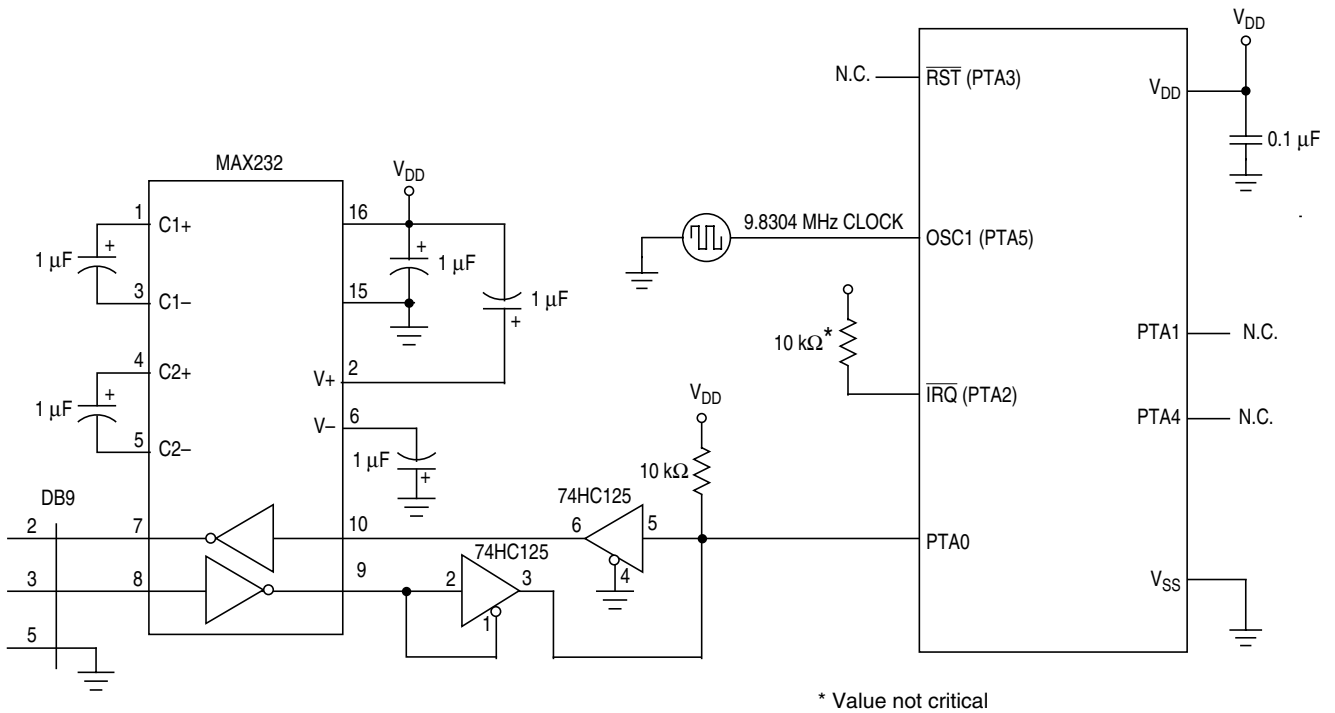 V_DD
N.C.
R̅S̅T̅ (PTA3)
V_DD
0.1 μF
MAX232
V_DD
1
C1+
16
+
1 μF
+
1 μF
9.8304 MHz CLOCK
OSC1 (PTA5)
3
C1–
15
1 μF
+
10 kΩ*
PTA1
N.C.
4
C2+
V+
2
+
1 μF
V_DD
I̅R̅Q̅ (PTA2)
PTA4
N.C.
5
C2–
V–
6
1 μF
+
10 kΩ
DB9
74HC125
2
7
10
6
5
4
PTA0
74HC125
3
8
9
2
3
1
V_SS
5
* Value not critical